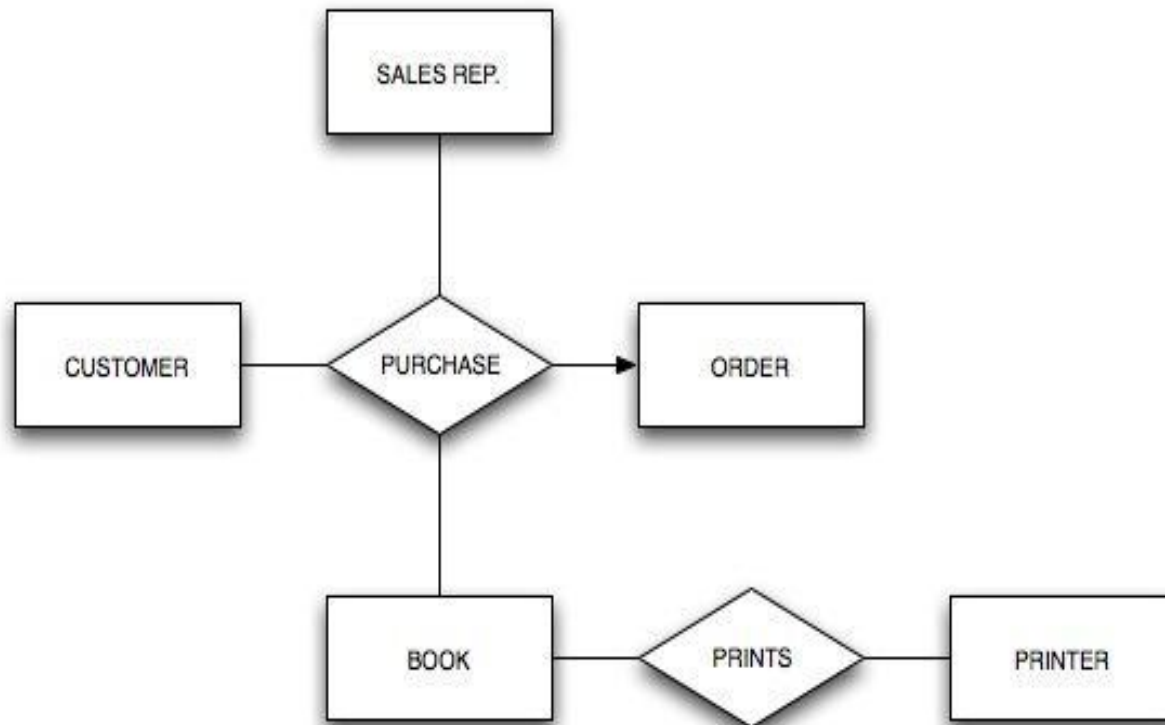 SALES REP.
CUSTOMER
PURCHASE
ORDER
BOOK
PRINTS
PRINTER